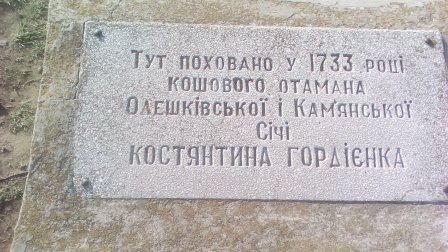 Тут поховано у 1733 році
кошового отамана
Олешківської і Камянської
Січі
КОСТЯНТИНА ГОРДІЄНКА